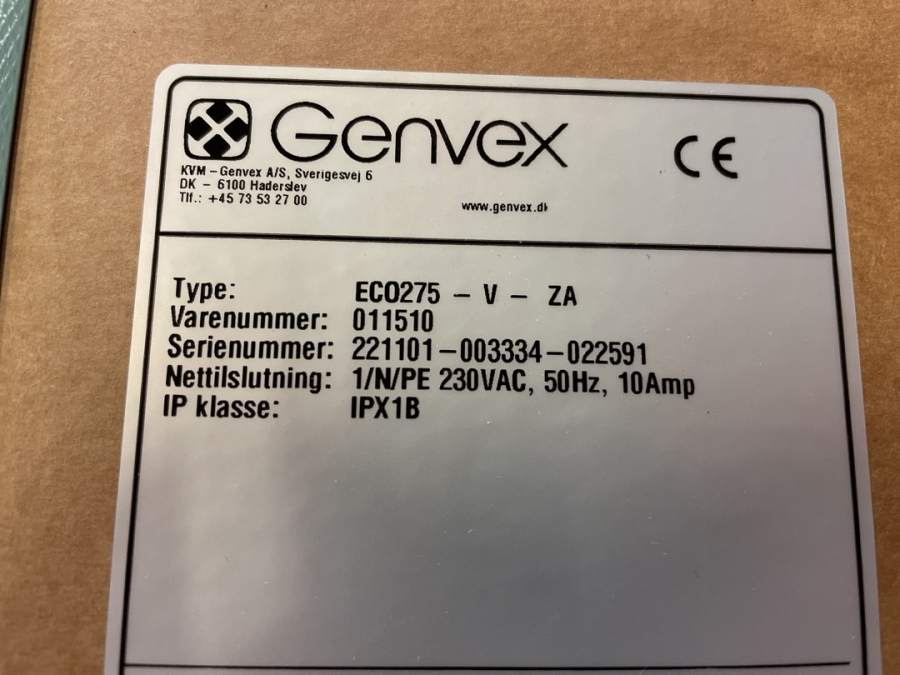 Genvex
CE
KVM - Genvex A/S, Sverigesvej 6
DK - 6100 Haderslev
Tlf.: +45 73 53 27 00
www.genvex.dk
Type: ECO275 - V - ZA
Varenummer: 011510
Serienummer: 221101-003334-022591
Nettilslutning: 1/N/PE 230VAC, 50Hz, 10Amp
IP klasse: IPX1B